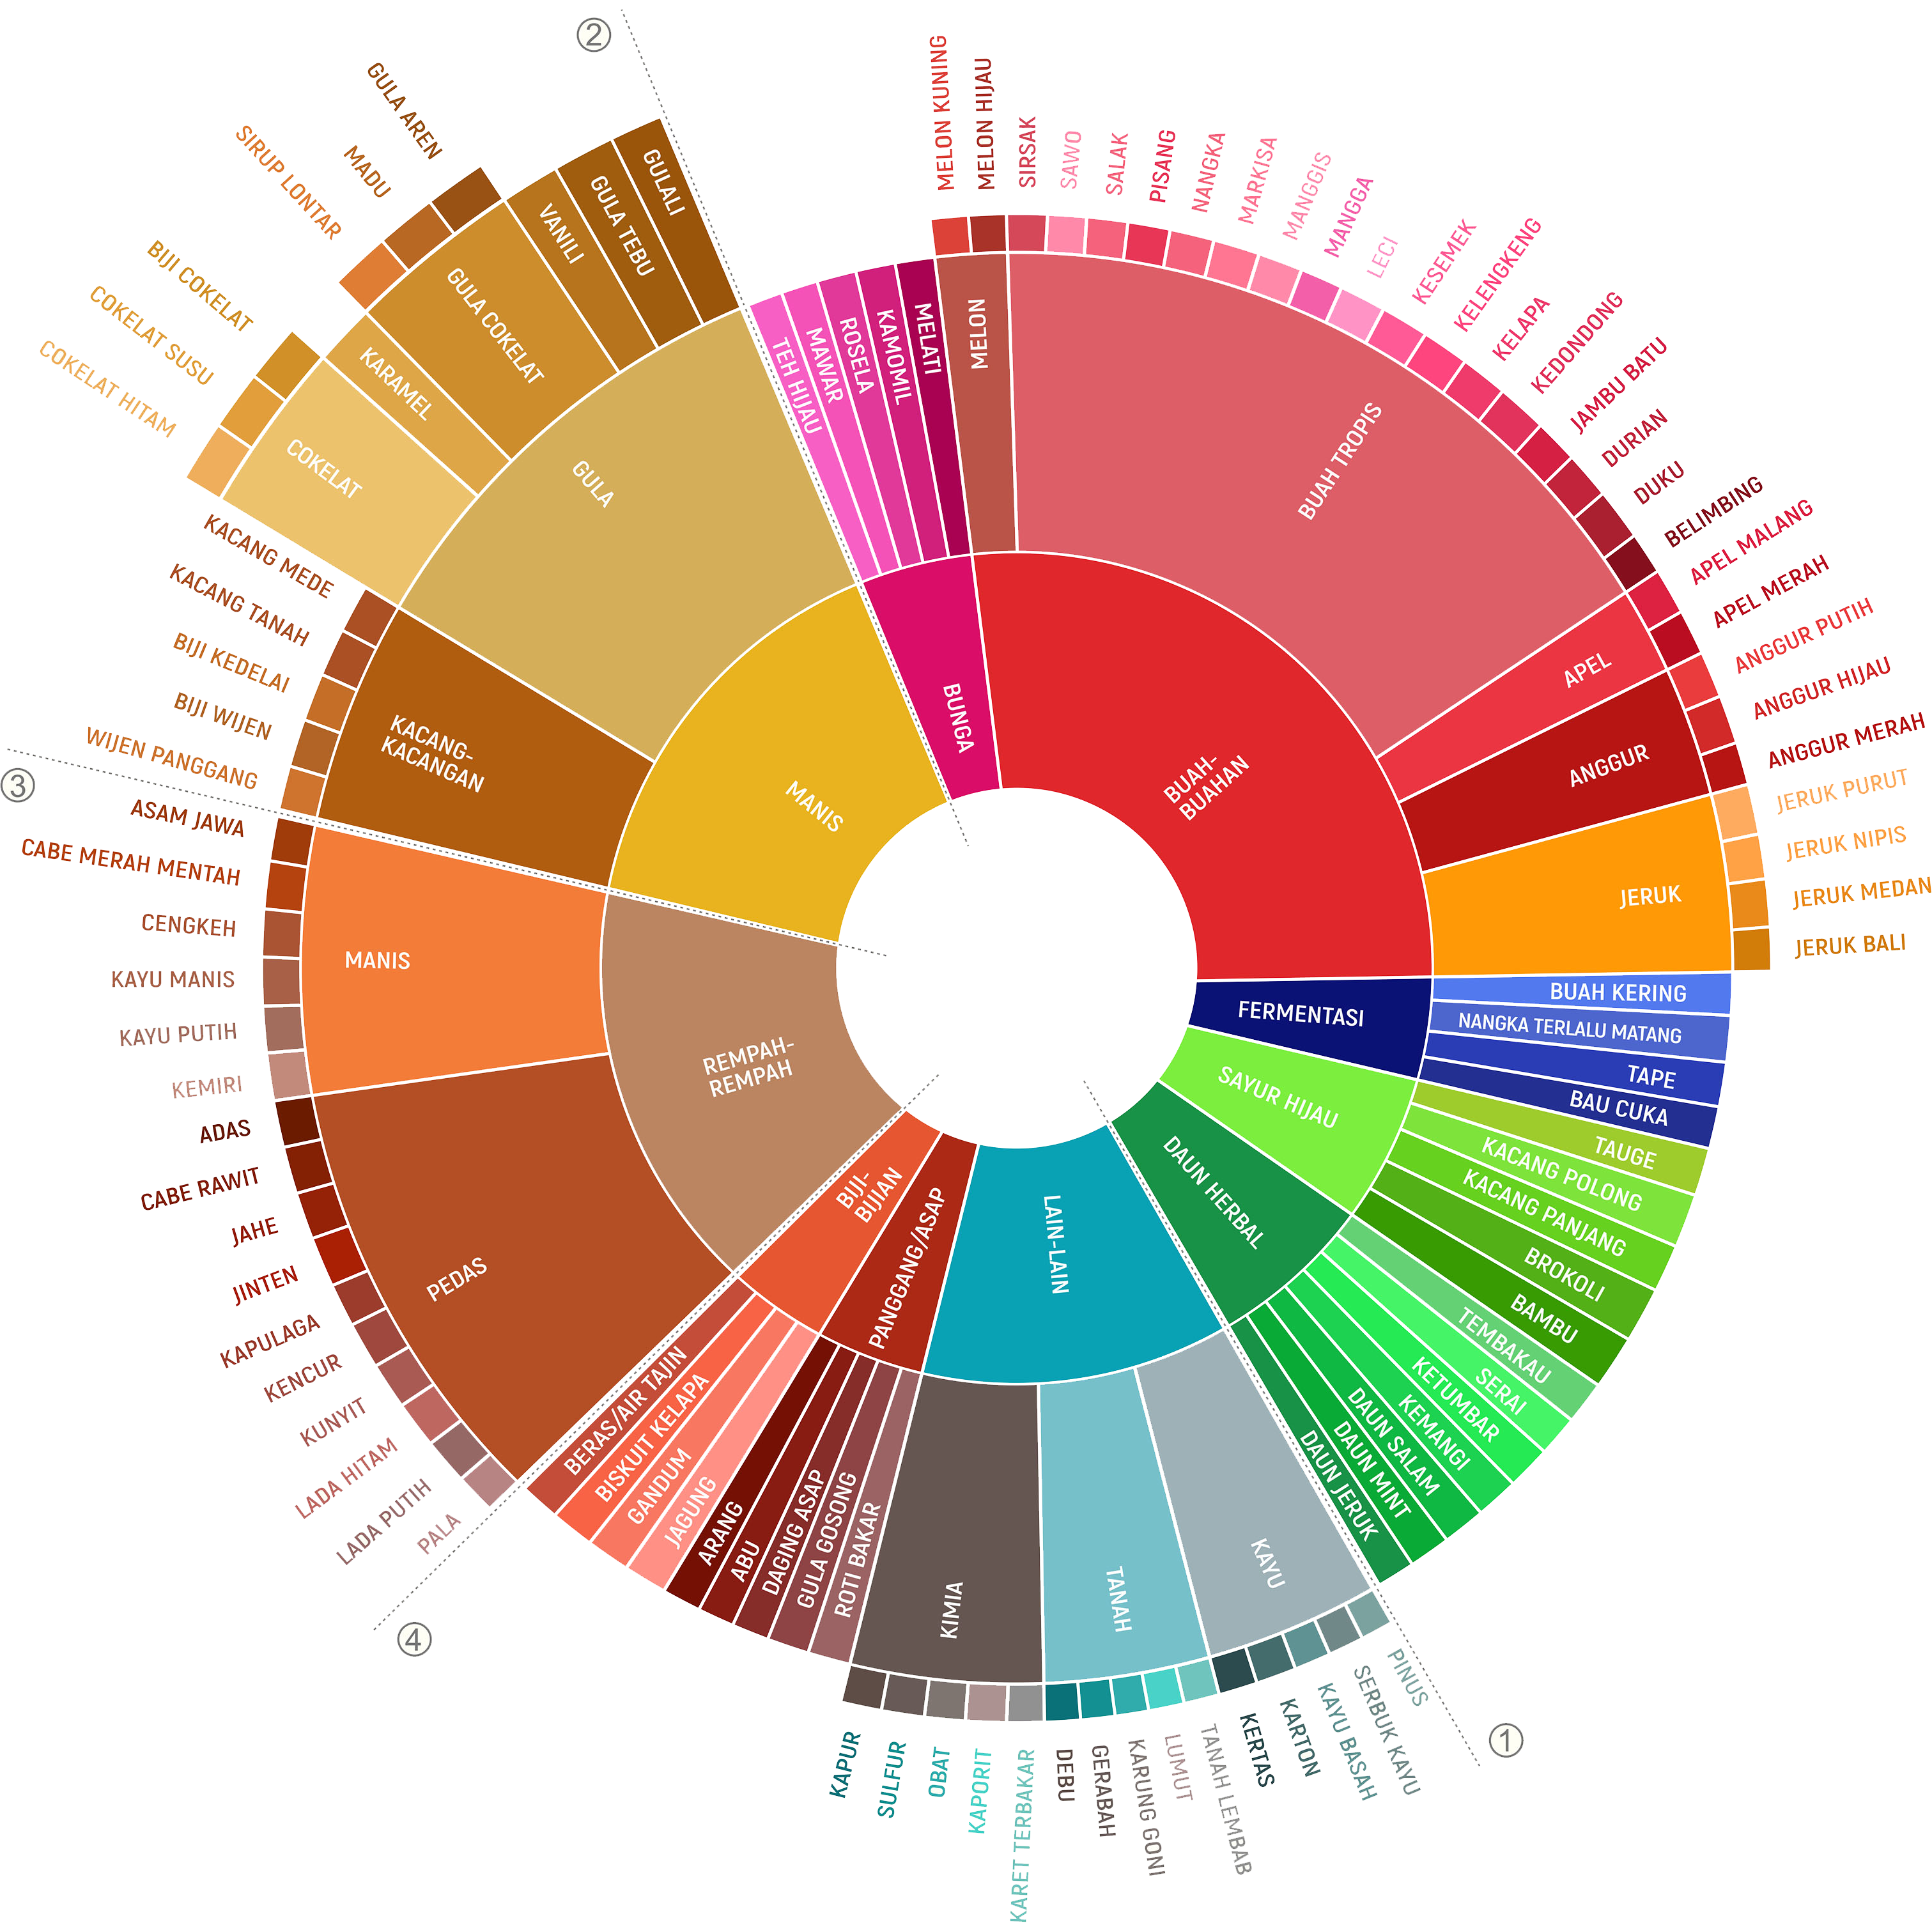 2
MELON KUNING
MELON HIJAU
SIRSAK
SAWO
SALAK
PISANG
NANGKA
MARKISA
MANGGIS
MANGGA
LECI
KESEMEK
KELENGKENG
KELAPA
KEDONDONG
JAMBU BATU
DURIAN
DUKU
BELIMBING
APEL MALANG
APEL MERAH
ANGGUR PUTIH
ANGGUR HIJAU
ANGGUR MERAH
JERUK PURUT
JERUK NIPIS
JERUK MEDAN
JERUK BALI
MELON
BUAH TROPIS
APEL
ANGGUR
JERUK
BUAH-
BUAHAN
BUNGA
MELATI
KAMOMIL
ROSELA
MAWAR
TEH HIJAU
FERMENTASI
BUAH KERING
NANGKA TERLALU MATANG
TAPE
BAU CUKA
SAYUR HIJAU
TAUGE
KACANG POLONG
KACANG PANJANG
BROKOLI
BAMBU
DAUN HERBAL
TEMBAKAU
SERAI
KETUMBAR
KEMANGI
DAUN SALAM
DAUN MINT
DAUN JERUK
1
LAIN-LAIN
KAYU
PINUS
SERBUK KAYU
KAYU BASAH
KARTON
KERTAS
TANAH
TANAH LEMBAB
LUMUT
KARUNG GONI
GERABAH
DEBU
KIMIA
KARET TERBAKAR
KAPORIT
OBAT
SULFUR
KAPUR
PANGGANG/ASAP
ROTI BAKAR
GULA GOSONG
DAGING ASAP
ABU
ARANG
BIJI-
BIJIAN
JAGUNG
GANDUM
BISKUIT KELAPA
BERAS/AIR TAJIN
4
REMPAH-
REMPAH
PEDAS
PALA
LADA PUTIH
LADA HITAM
KUNYIT
KENCUR
KAPULAGA
JINTEN
JAHE
CABE RAWIT
ADAS
MANIS
KEMIRI
KAYU PUTIH
KAYU MANIS
CENGKEH
CABE MERAH MENTAH
ASAM JAWA
3
MANIS
KACANG-
KACANGAN
WIJEN PANGGANG
BIJI WIJEN
BIJI KEDELAI
KACANG TANAH
KACANG MEDE
GULA
COKELAT
COKELAT HITAM
COKELAT SUSU
BIJI COKELAT
KARAMEL
GULA COKELAT
SIRUP LONTAR
MADU
GULA AREN
VANILI
GULA TEBU
GULALI